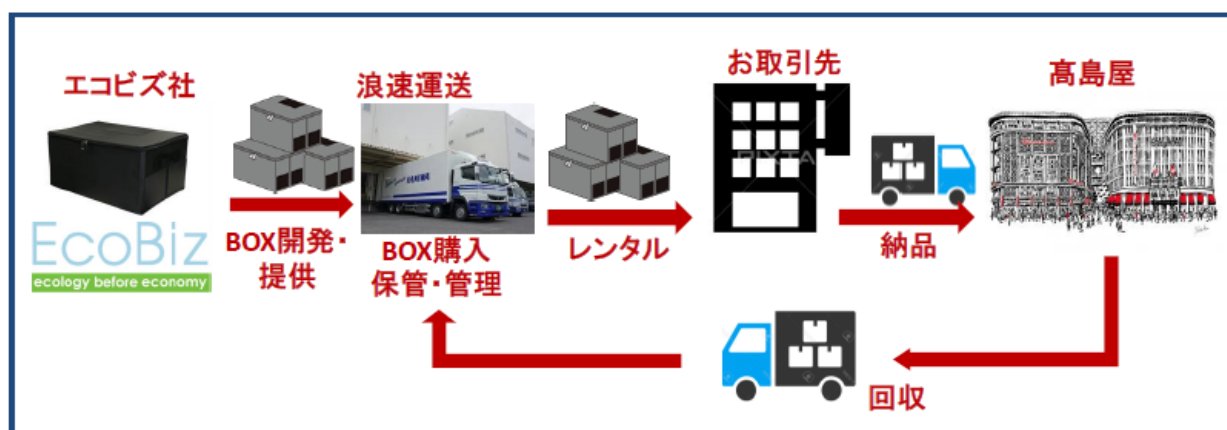 エコビズ社
EcoBiz
ecology before economy
BOX開発・
提供
浪速運送
BOX購入
保管・管理
レンタル
お取引先
PIXTA
納品
髙島屋
回収